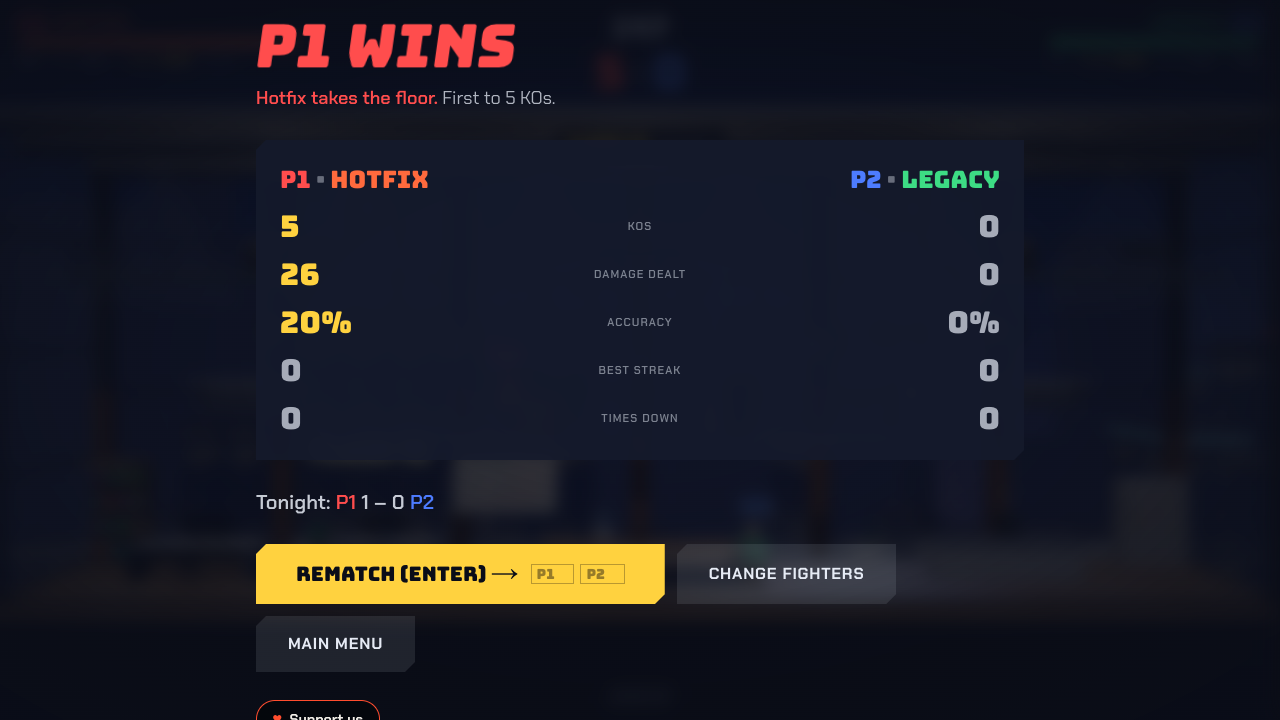 P1 WINS
Hotfix takes the floor. First to 5 KOs.
P1 ▪ HOTFIX P2 ▪ LEGACY
5 KOS 0
26 DAMAGE DEALT 0
20% ACCURACY 0%
0 BEST STREAK 0
0 TIMES DOWN 0
Tonight: P1 1 – 0 P2
REMATCH (ENTER) → P1 P2 CHANGE FIGHTERS
MAIN MENU
♥ Support us